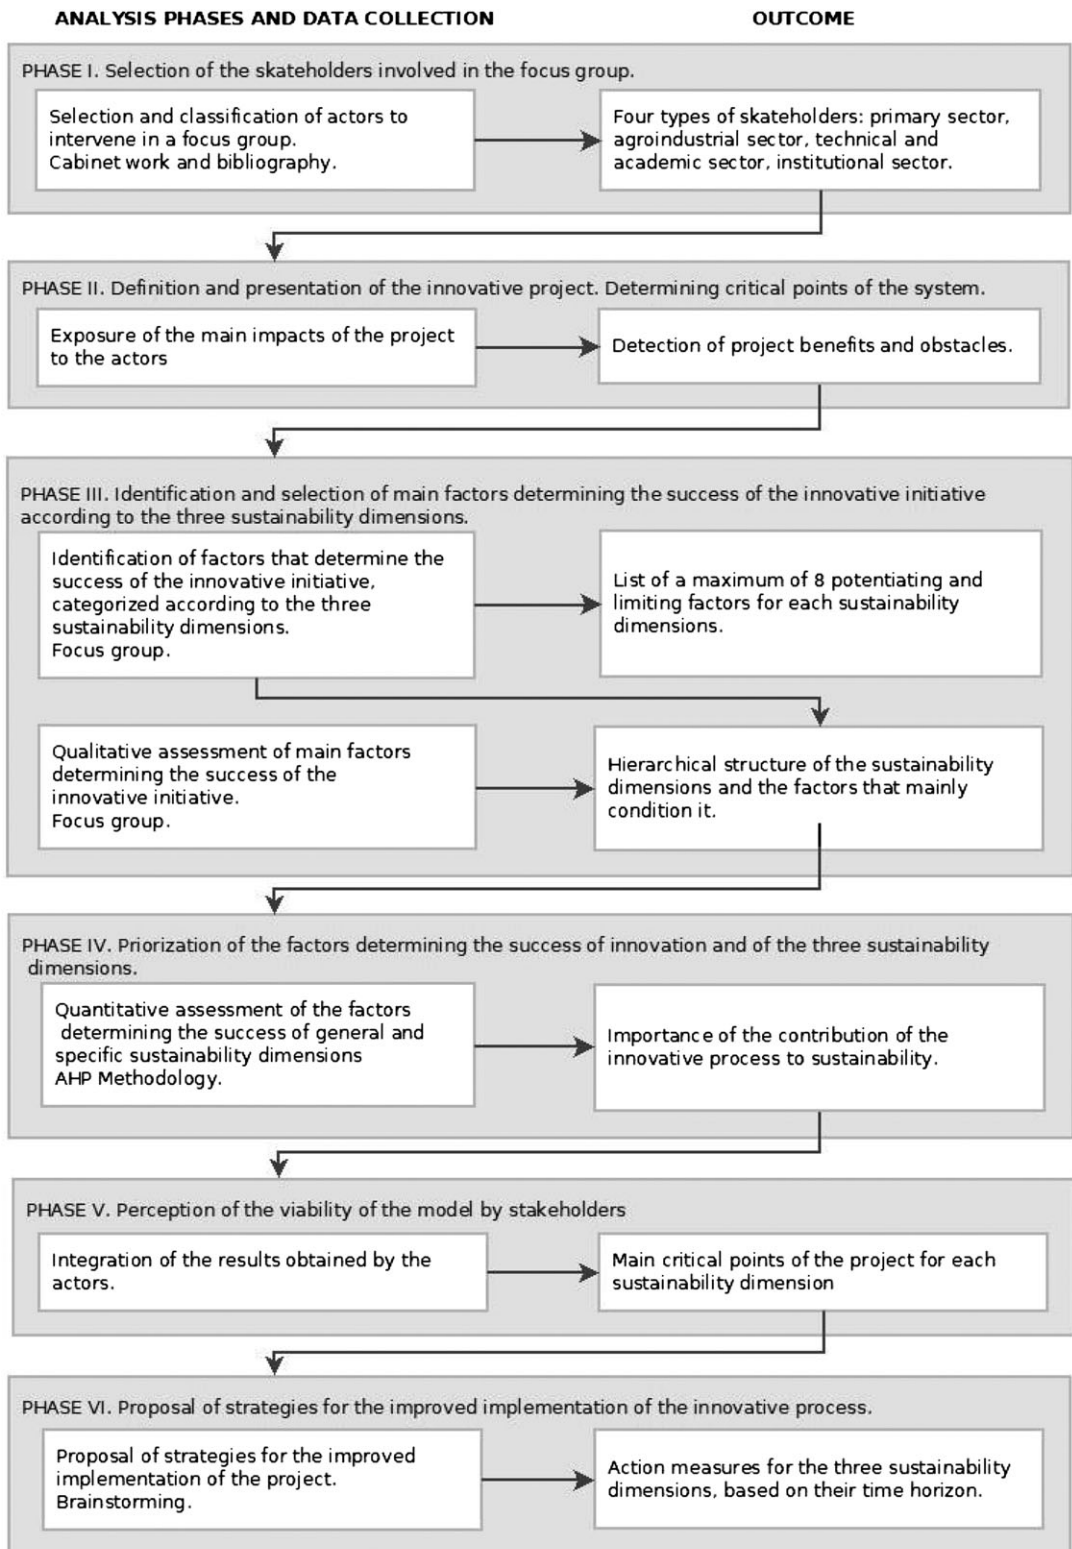 ANALYSIS PHASES AND DATA COLLECTION
OUTCOME
PHASE I. Selection of the skateholders involved in the focus group.
Selection and classification of actors to
intervene in a focus group.
Cabinet work and bibliography.
Four types of skateholders: primary sector,
agroindustrial sector, technical and
academic sector, institutional sector.
PHASE II. Definition and presentation of the innovative project. Determining critical points of the system.
Exposure of the main impacts of the project
to the actors
Detection of project benefits and obstacles.
PHASE III. Identification and selection of main factors determining the success of the innovative initiative
according to the three sustainability dimensions.
Identification of factors that determine the
success of the innovative initiative,
categorized according to the three
sustainability dimensions.
Focus group.
List of a maximum of 8 potentiating and
limiting factors for each sustainability
dimensions.
Qualitative assessment of main factors
determining the success of the
innovative initiative.
Focus group.
Hierarchical structure of the sustainability
dimensions and the factors that mainly
condition it.
PHASE IV. Priorization of the factors determining the success of innovation and of the three sustainability
dimensions.
Quantitative assessment of the factors
determining the success of general and
specific sustainability dimensions
AHP Methodology.
Importance of the contribution of the
innovative process to sustainability.
PHASE V. Perception of the viability of the model by stakeholders
Integration of the results obtained by the
actors.
Main critical points of the project for each
sustainability dimension
PHASE VI. Proposal of strategies for the improved implementation of the innovative process.
Proposal of strategies for the improved
implementation of the project.
Brainstorming.
Action measures for the three sustainability
dimensions, based on their time horizon.